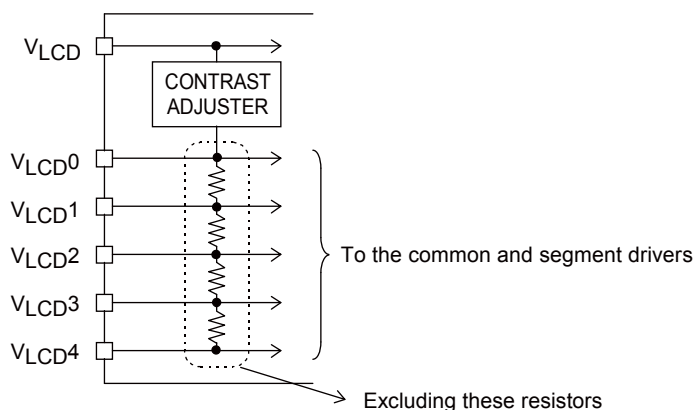 VLCD
CONTRAST
ADJUSTER
VLCD0
VLCD1
VLCD2
VLCD3
VLCD4
To the common and segment drivers
Excluding these resistors